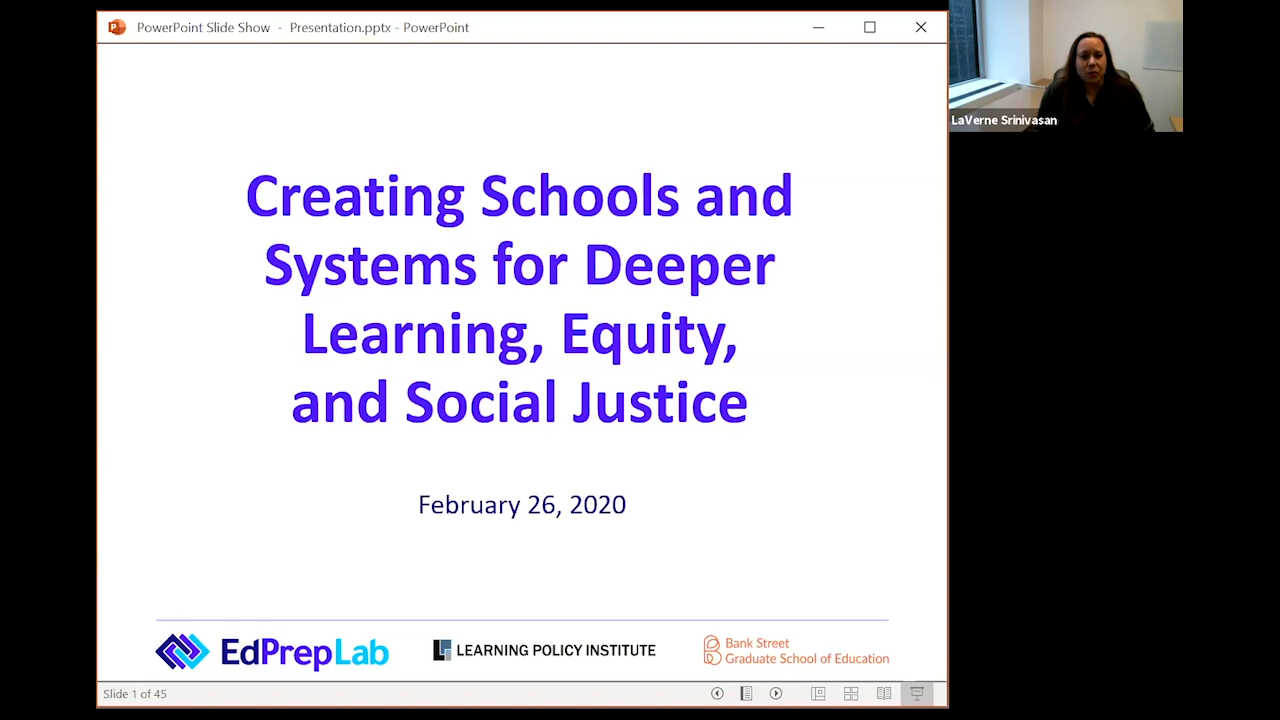 PowerPoint Slide Show - Presentation.pptx - PowerPoint
LaVerne Srinivasan
Creating Schools and
Systems for Deeper
Learning, Equity,
and Social Justice
February 26, 2020
EdPrepLab
LEARNING POLICY INSTITUTE
Bank Street
Graduate School of Education
Slide 1 of 45